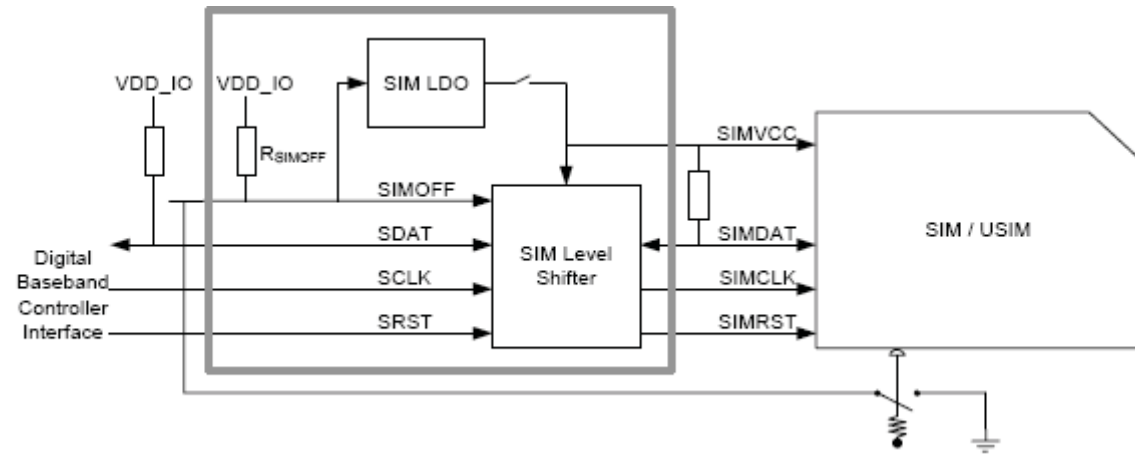 VDD_IO
VDD_IO
SIM LDO
RSIMOFF
SIMVCC
SIMOFF
SDAT
SIMDAT
SIM / USIM
Digital
Baseband
Controller
Interface
SIM Level
Shifter
SCLK
SIMCLK
SRST
SIMRST